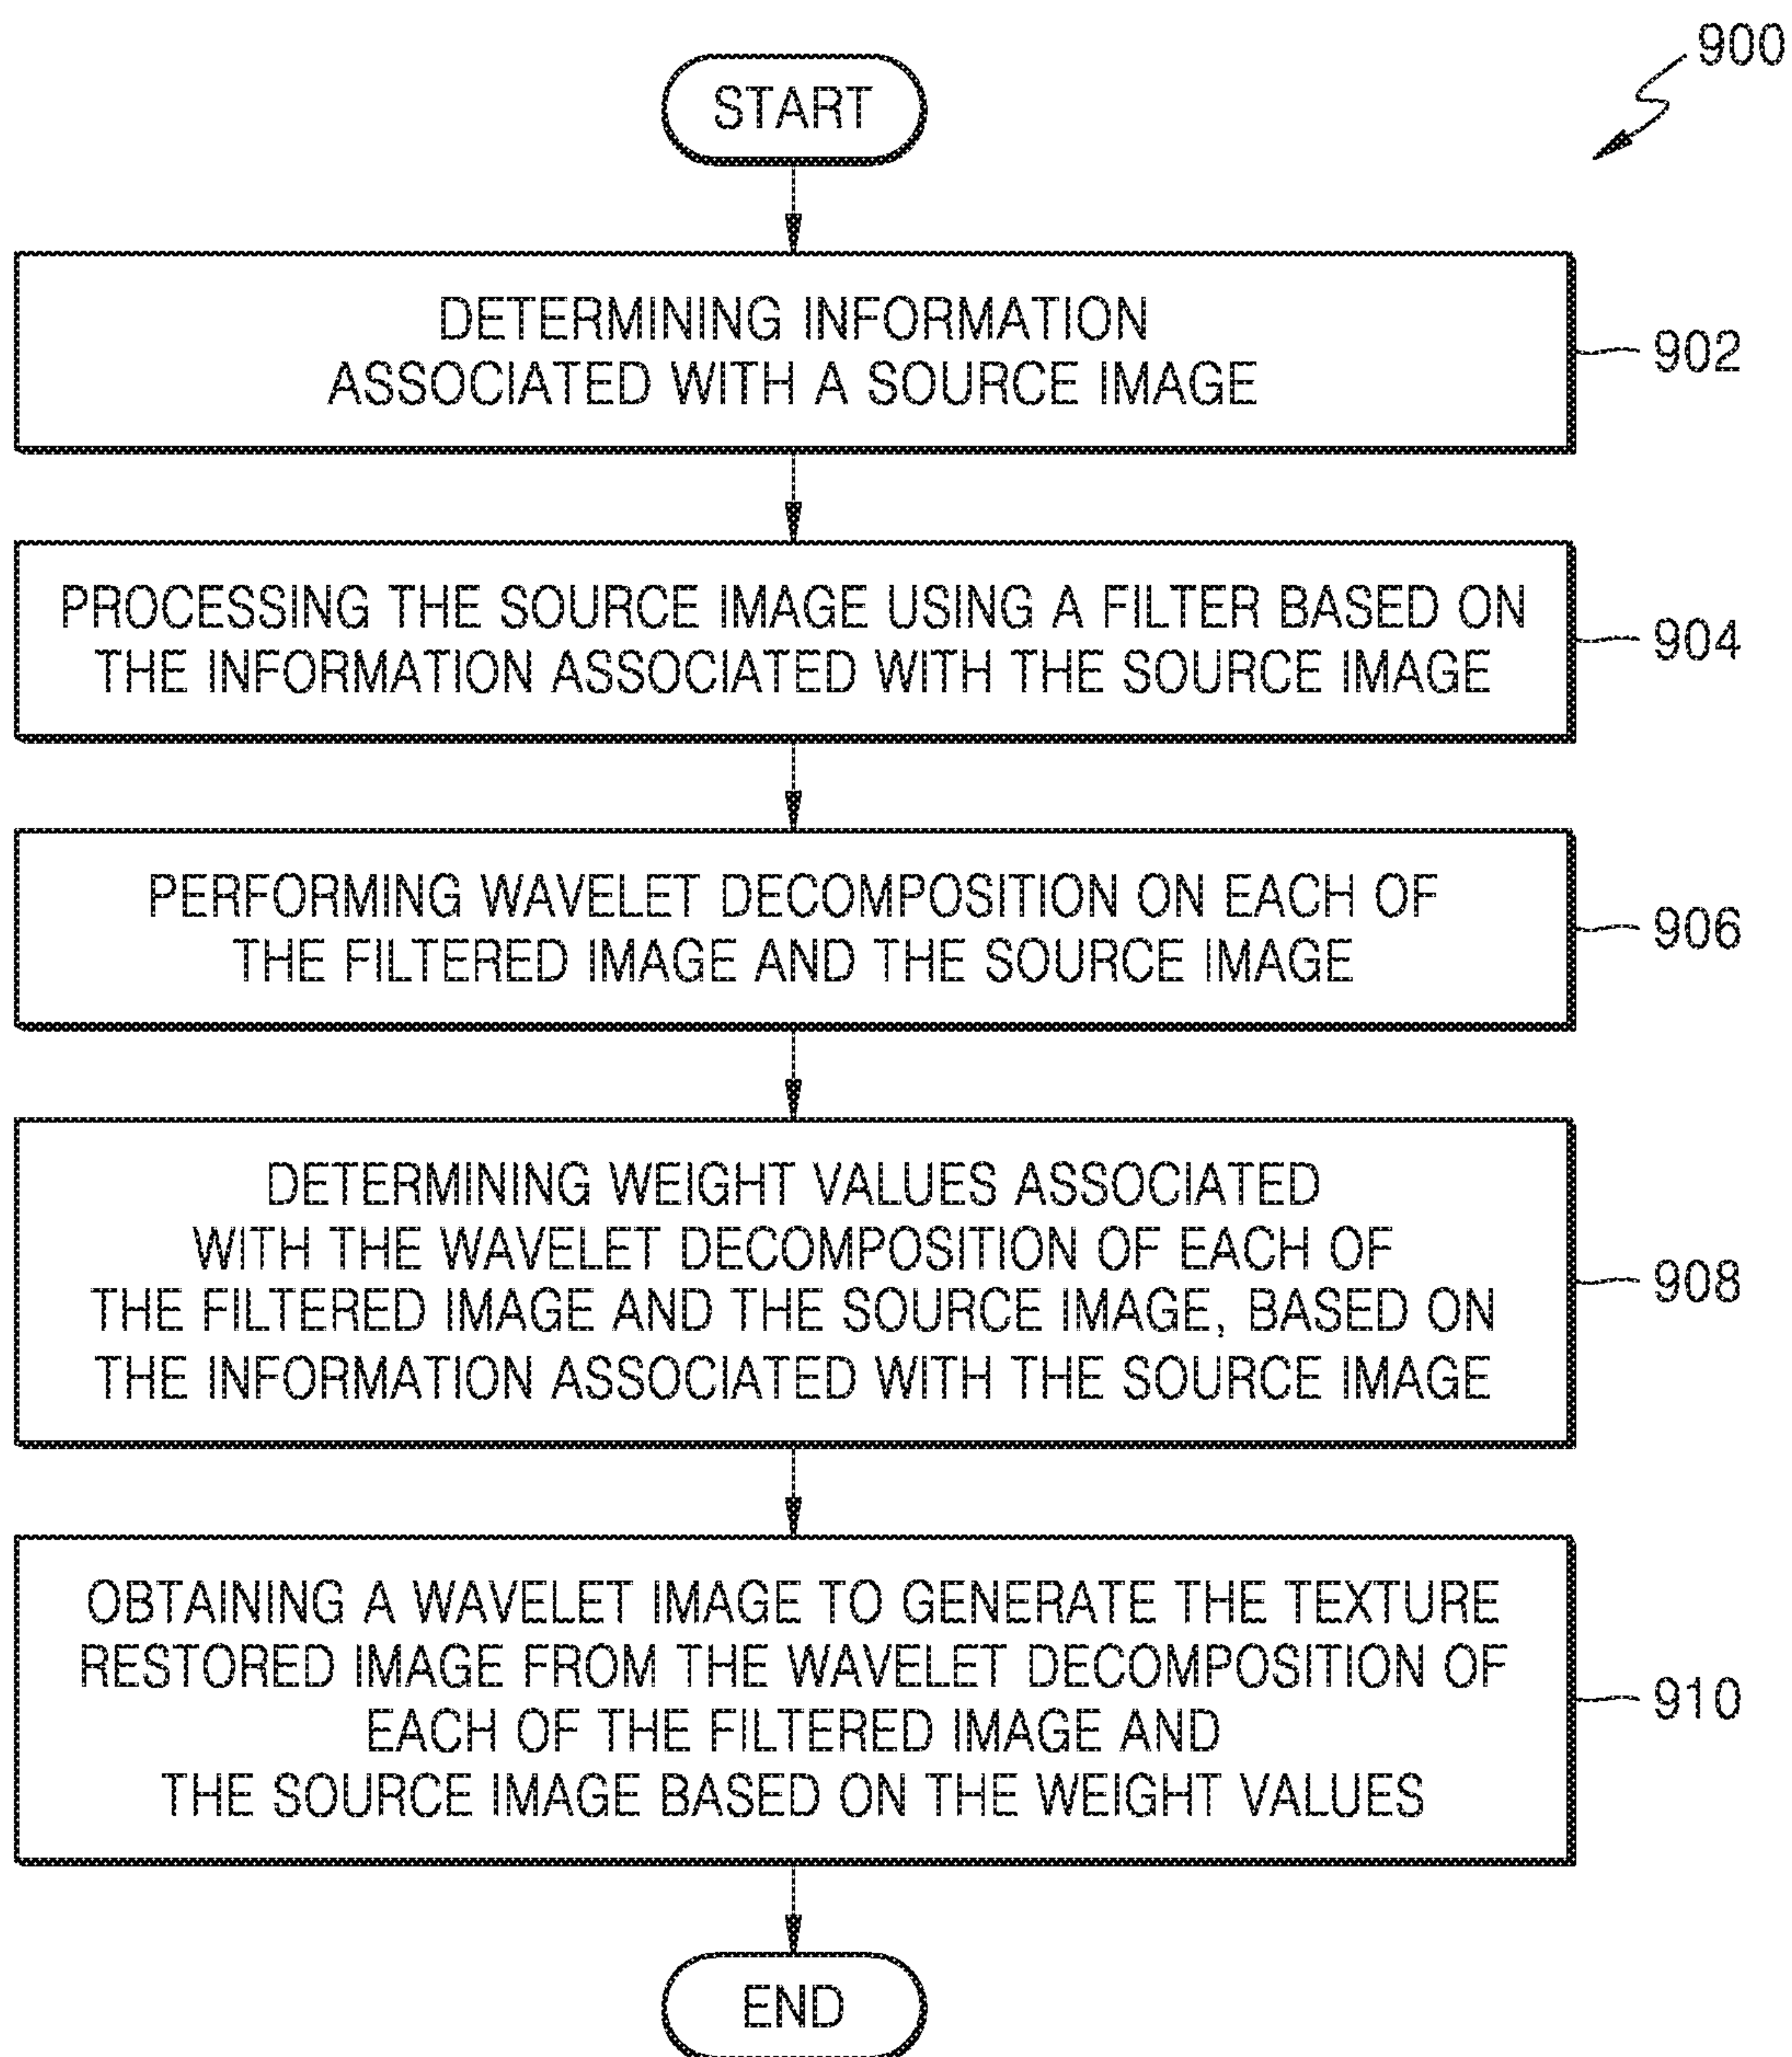 900
START
DETERMINING INFORMATION
ASSOCIATED WITH A SOURCE IMAGE
902
PROCESSING THE SOURCE IMAGE USING A FILTER BASED ON
THE INFORMATION ASSOCIATED WITH THE SOURCE IMAGE
904
PERFORMING WAVELET DECOMPOSITION ON EACH OF
THE FILTERED IMAGE AND THE SOURCE IMAGE
906
DETERMINING WEIGHT VALUES ASSOCIATED
WITH THE WAVELET DECOMPOSITION OF EACH OF
THE FILTERED IMAGE AND THE SOURCE IMAGE, BASED ON
THE INFORMATION ASSOCIATED WITH THE SOURCE IMAGE
908
OBTAINING A WAVELET IMAGE TO GENERATE THE TEXTURE
RESTORED IMAGE FROM THE WAVELET DECOMPOSITION OF
EACH OF THE FILTERED IMAGE AND
THE SOURCE IMAGE BASED ON THE WEIGHT VALUES
910
END